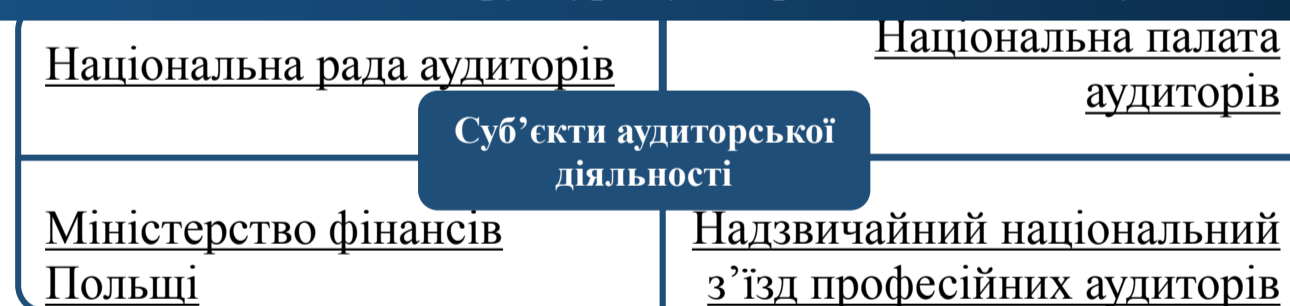 Національна рада аудиторів
Національна палата
аудиторів
Суб’єкти аудиторської
діяльності
Міністерство фінансів
Польщі
Надзвичайний національний
з’їзд професійних аудиторів